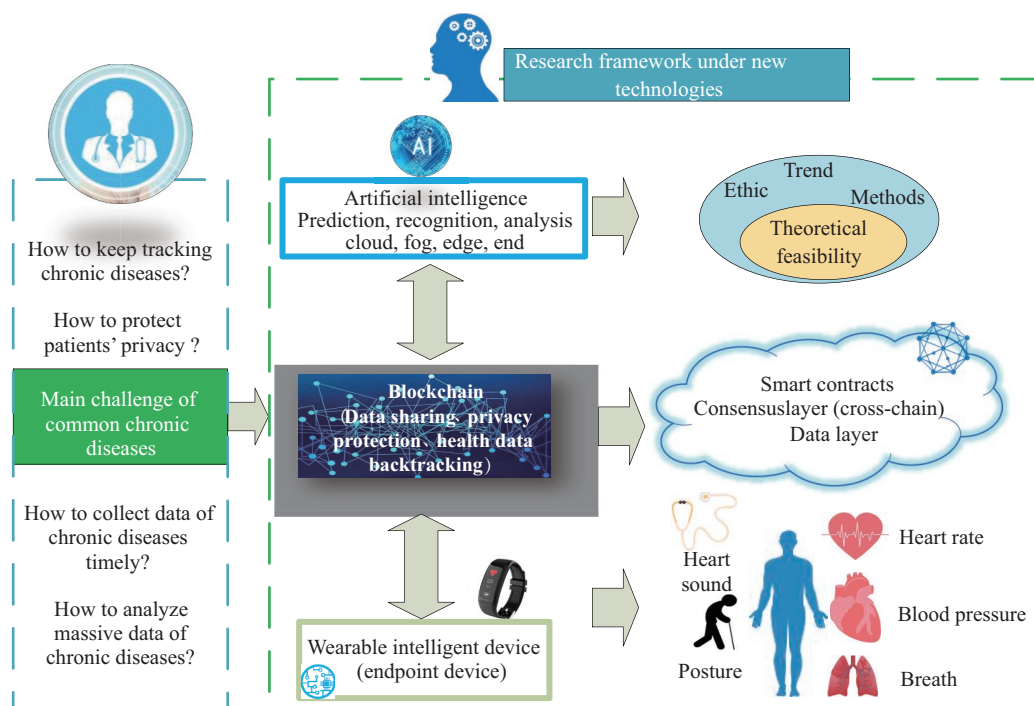 Research framework under new
technologies
AI
Artificial intelligence
Prediction, recognition, analysis
cloud, fog, edge, end
Trend
Ethic
Methods
Theoretical
feasibility
How to keep tracking
chronic diseases?
How to protect
patients’ privacy ?
Main challenge of
common chronic
diseases
How to collect data of
chronic diseases
timely?
How to analyze
massive data of
chronic diseases?
Blockchain
(Data sharing、privacy
protection、health data
backtracking)
Smart contracts
Consensuslayer (cross-chain)
Data layer
Wearable intelligent device
(endpoint device)
Heart
sound
Posture
Heart rate
Blood pressure
Breath